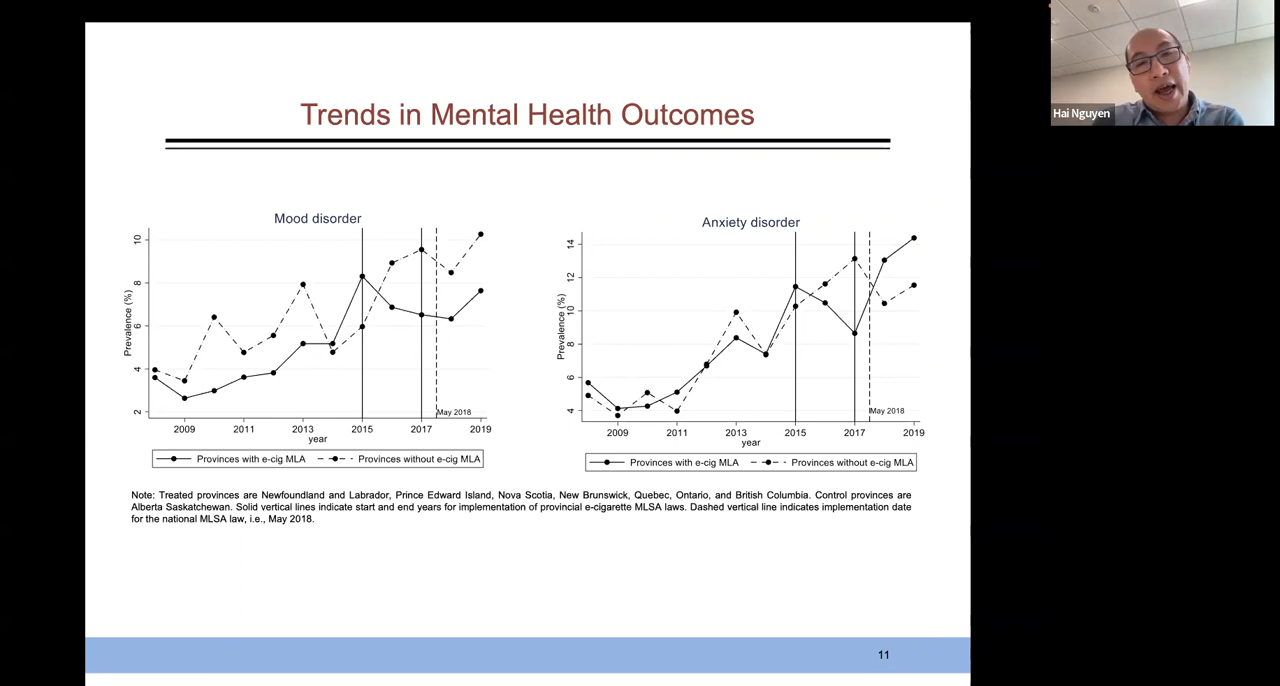 Hai Nguyen
Trends in Mental Health Outcomes
Mood disorder
Prevalence (%)
10
8
6
4
2
May 2018
2009 2011 2013 2015 2017 2019
year
Provinces with e-cig MLA Provinces without e-cig MLA
Anxiety disorder
Prevalence (%)
14
12
10
8
6
4
May 2018
2009 2011 2013 2015 2017 2019
year
Provinces with e-cig MLA Provinces without e-cig MLA
Note: Treated provinces are Newfoundland and Labrador, Prince Edward Island, Nova Scotia, New Brunswick, Quebec, Ontario, and British Columbia. Control provinces are
Alberta Saskatchewan. Solid vertical lines indicate start and end years for implementation of provincial e-cigarette MLSA laws. Dashed vertical line indicates implementation date
for the national MLSA law, i.e., May 2018.
11